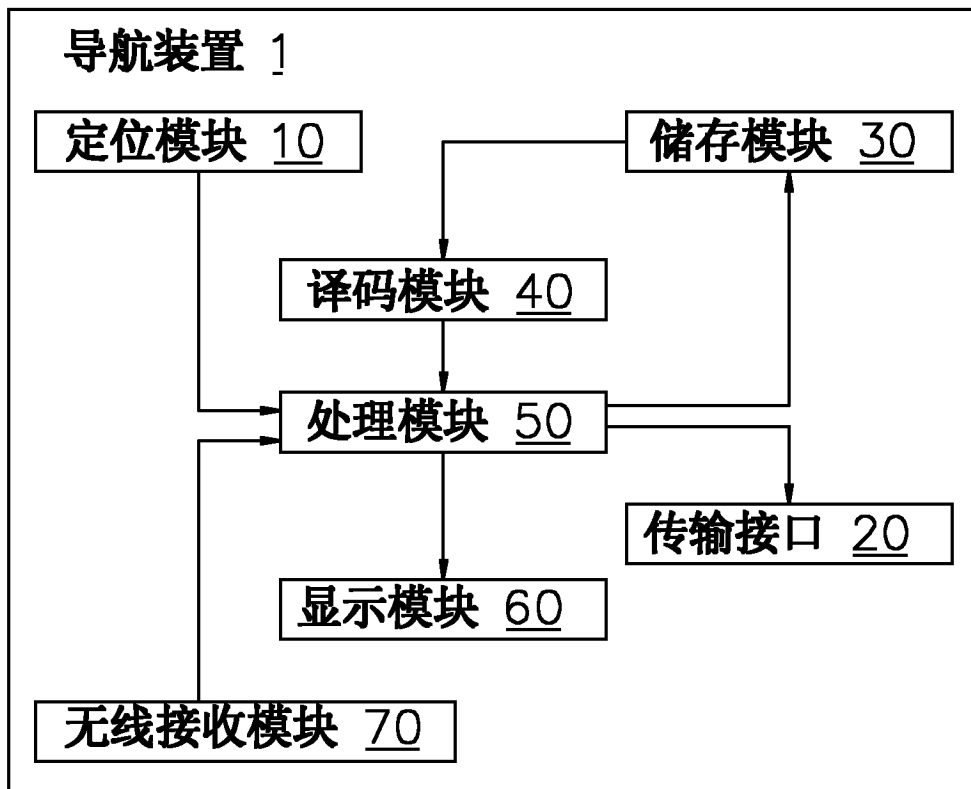 导航装置 1
定位模块 10
储存模块 30
译码模块 40
处理模块 50
传输接口 20
显示模块 60
无线接收模块 70